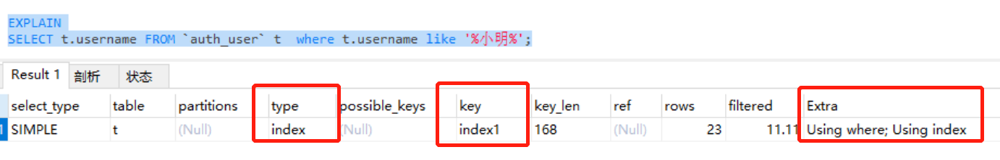 EXPLAIN
SELECT t.username FROM `auth_user` t  where t.username like '%小明%';
Result 1 剖析 状态
select_type table partitions type possible_keys key key_len ref rows filtered Extra
1 SIMPLE t (Null) index (Null) index1 168 (Null) 23 11.11 Using where; Using index